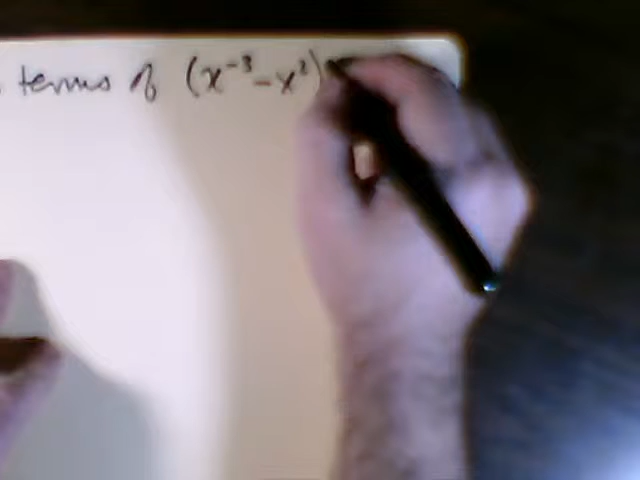 terms of (x⁻³ - x²)